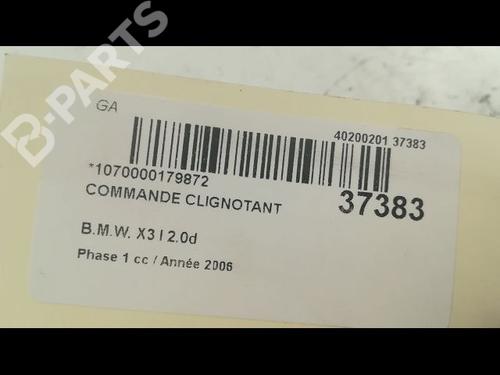 B-PARTS
GA
40200201 37383
*1070000179872
COMMANDE CLIGNOTANT
37383
B.M.W. X3 I 2.0d
Phase 1 cc / Année 2006